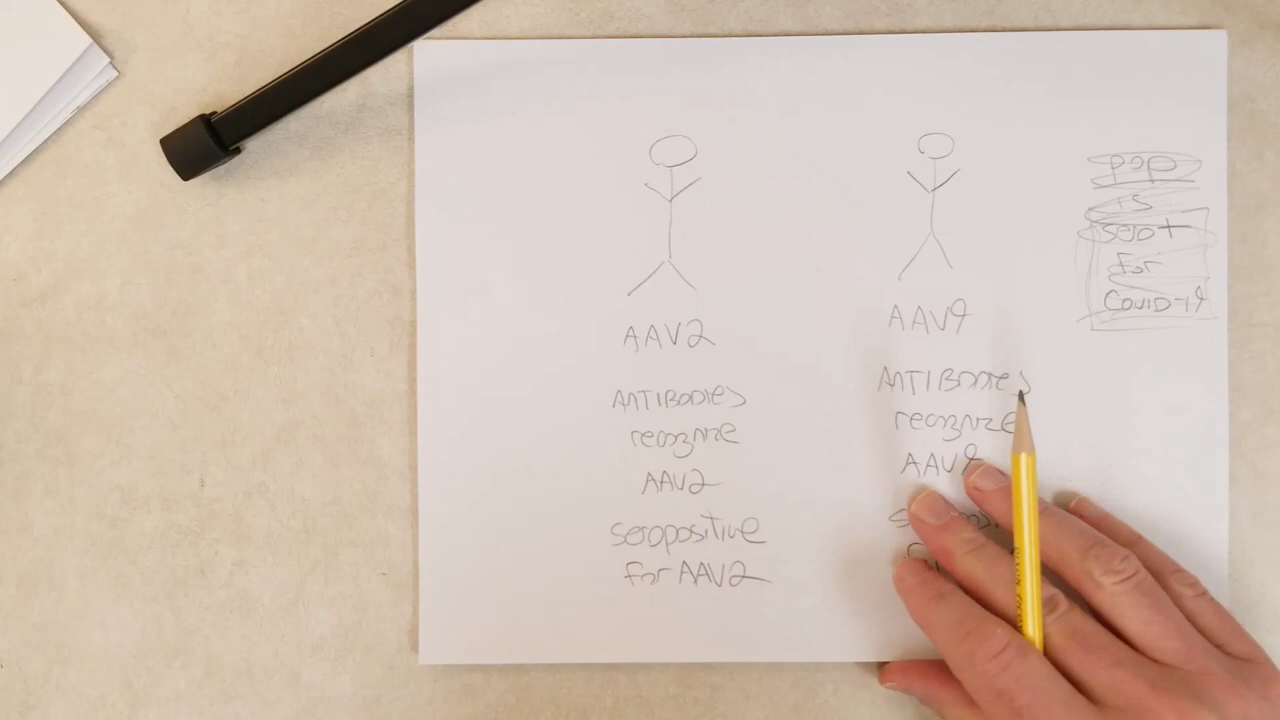 AAV2
ANTIBODIES
recognize
AAV2
seropositive
for AAV2
AAV9
ANTIBODIES
recognize
AAV9
pop
is
sero+
for
COVID-19